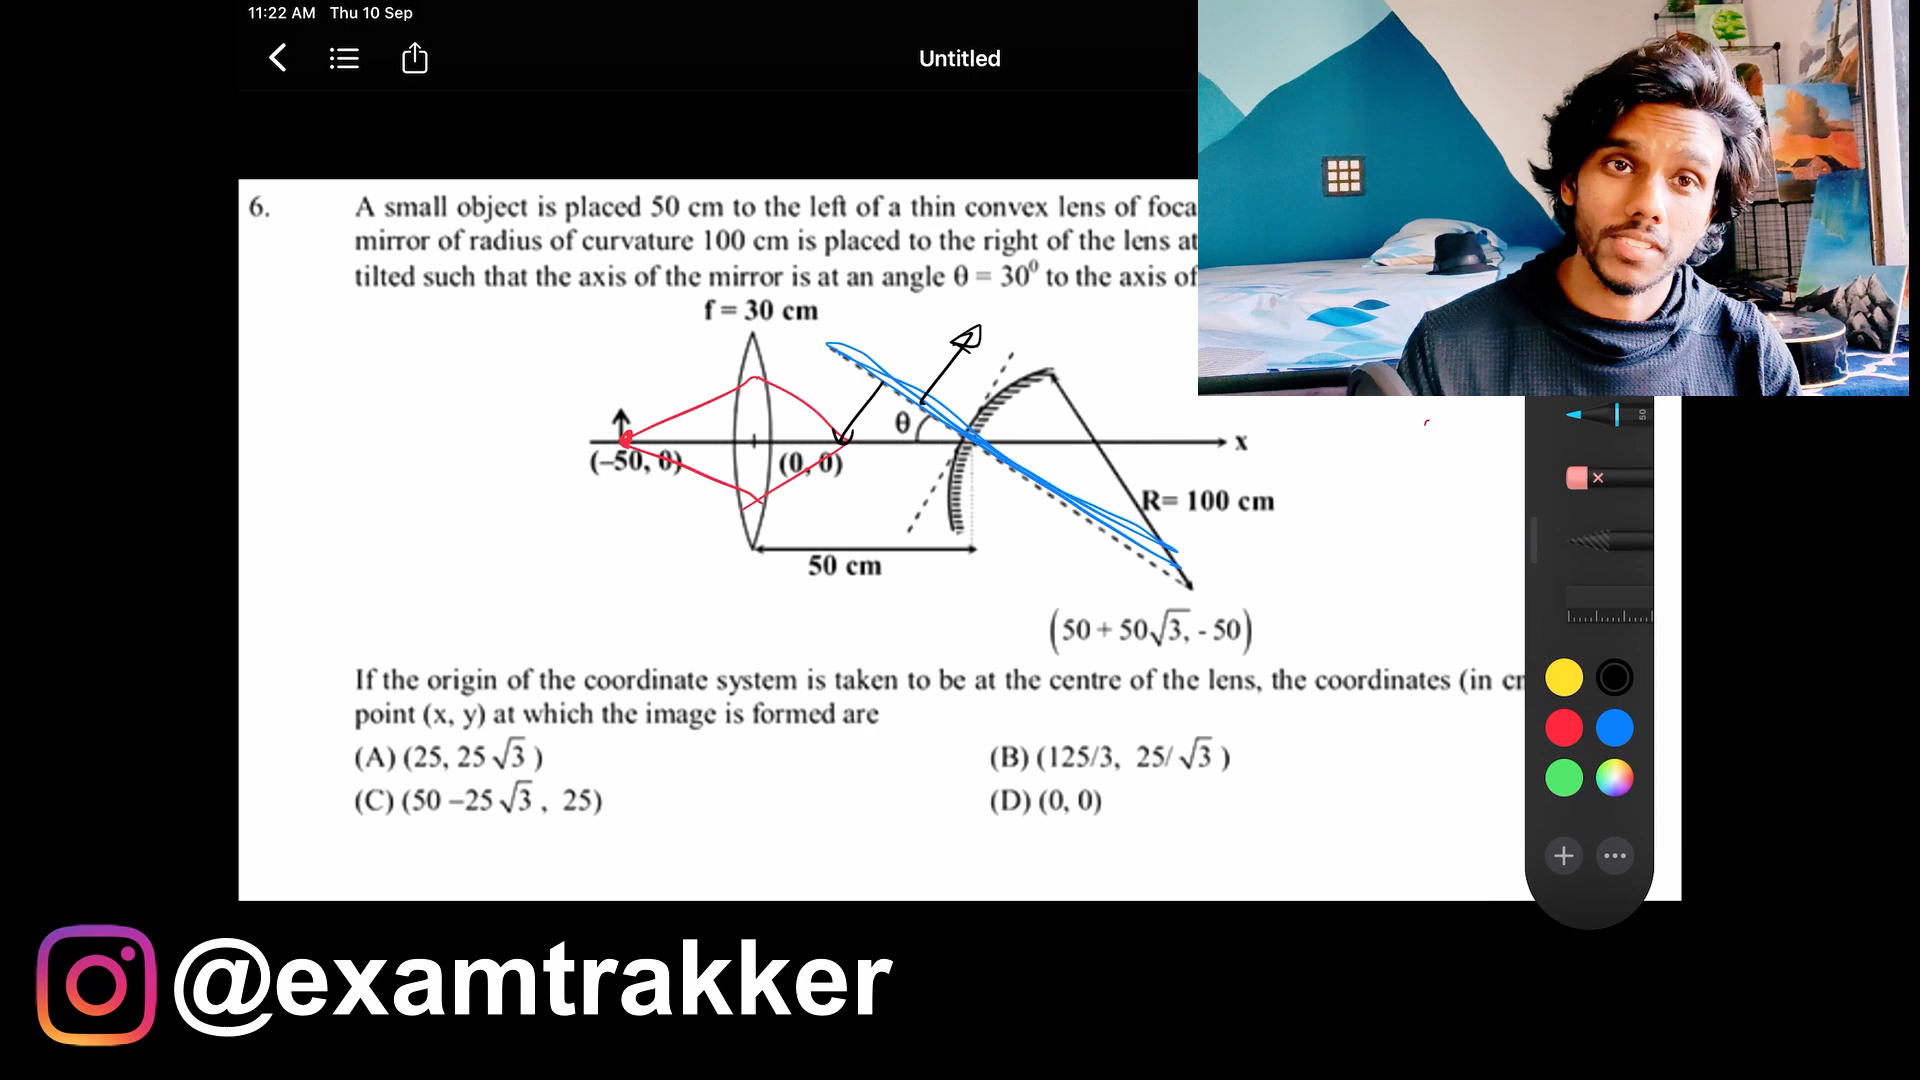 11:22 AM Thu 10 Sep
Untitled
6.
A small object is placed 50 cm to the left of a thin convex lens of foca
mirror of radius of curvature 100 cm is placed to the right of the lens at
tilted such that the axis of the mirror is at an angle θ = 30⁰ to the axis of
f = 30 cm
θ
x
(–50, 0)
(0, 0)
R= 100 cm
50 cm
(50 + 50√3, - 50)
If the origin of the coordinate system is taken to be at the centre of the lens, the coordinates (in cm
point (x, y) at which the image is formed are
(A) (25, 25 √3 )
(B) (125/3, 25/ √3 )
(C) (50 –25 √3 , 25)
(D) (0, 0)
50
@examtrakker